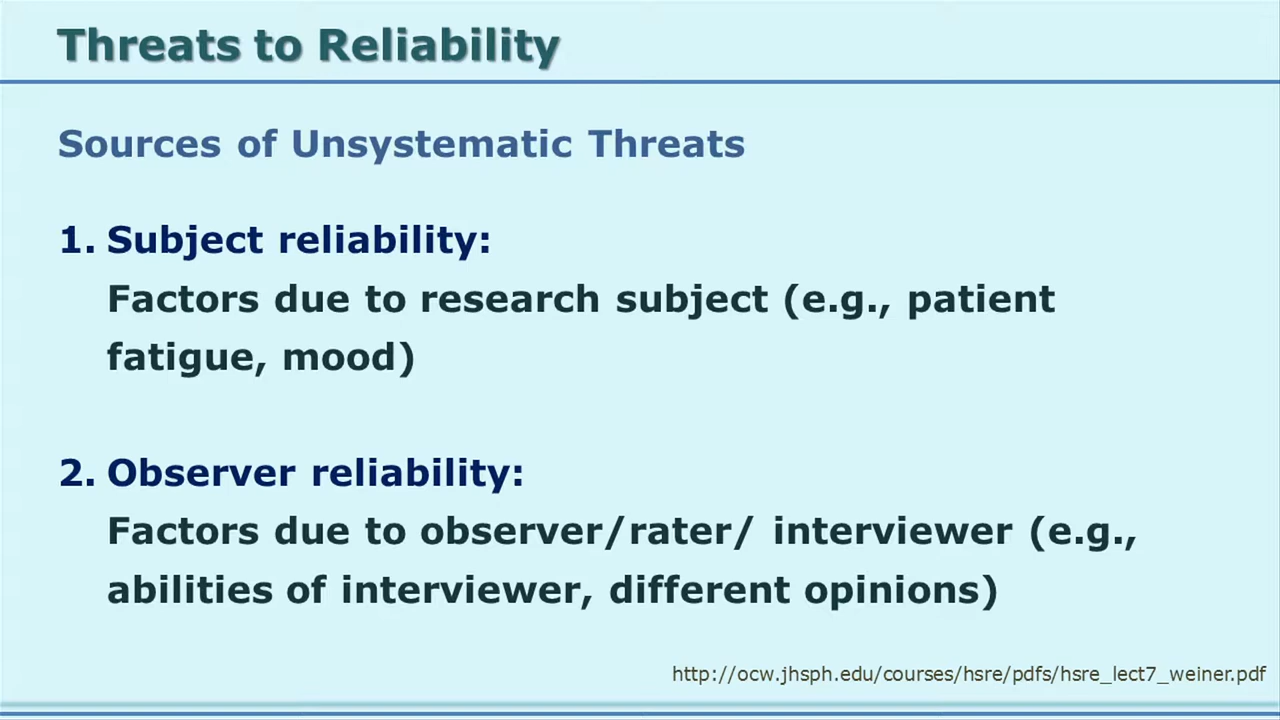 Threats to Reliability
Sources of Unsystematic Threats
1. Subject reliability:
Factors due to research subject (e.g., patient
fatigue, mood)
2. Observer reliability:
Factors due to observer/rater/ interviewer (e.g.,
abilities of interviewer, different opinions)
http://ocw.jhsph.edu/courses/hsre/pdfs/hsre_lect7_weiner.pdf